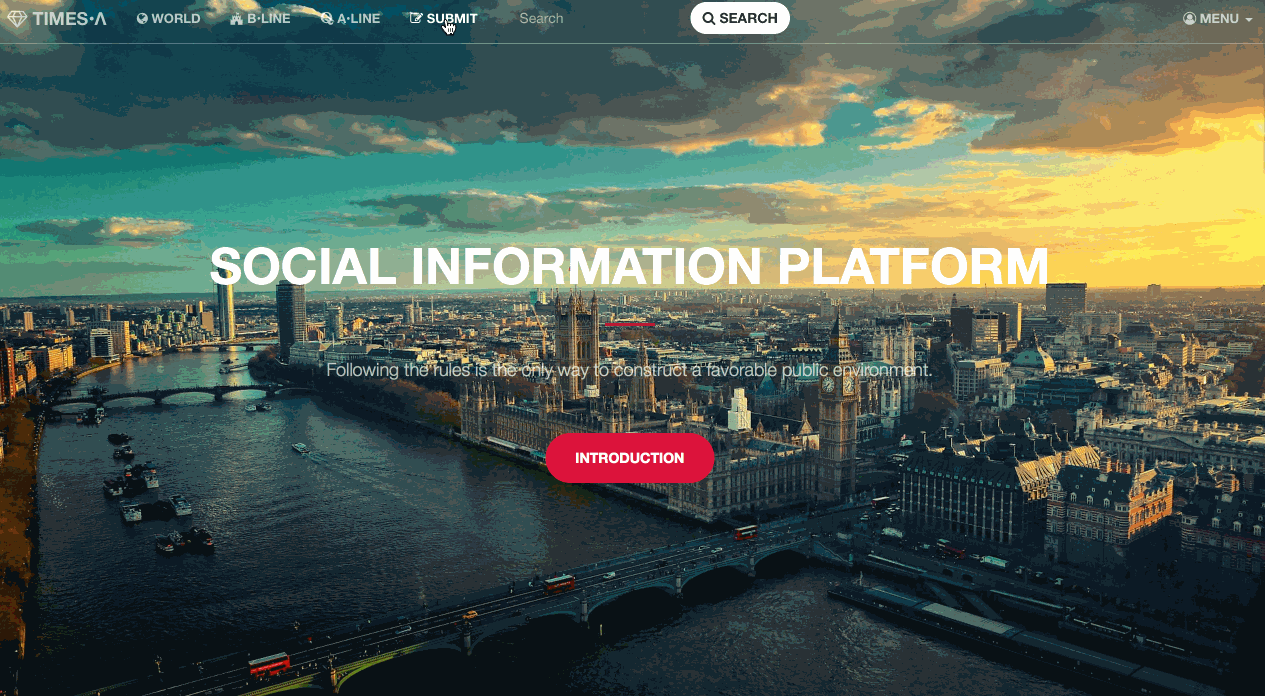 TIMES·Λ WORLD B·LINE A·LINE SUBMIT Search SEARCH MENU
SOCIAL INFORMATION PLATFORM
Following the rules is the only way to construct a favorable public environment.
INTRODUCTION